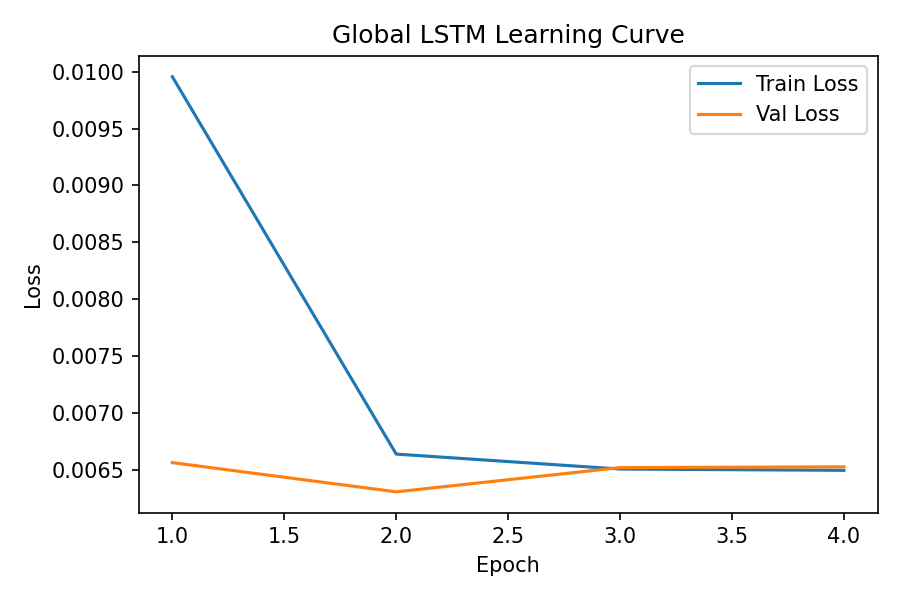 Global LSTM Learning Curve
Train Loss
Val Loss
0.0100
0.0095
0.0090
0.0085
0.0080
0.0075
0.0070
0.0065
Loss
1.0 1.5 2.0 2.5 3.0 3.5 4.0
Epoch